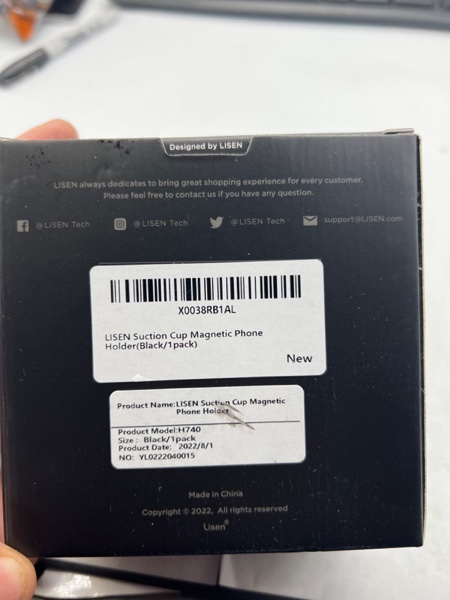 Designed by LISEN
LISEN always dedicates to bring great shopping experience for every customer.
Please feel free to contact us if you have any question.
@LISEN Tech @LISEN Tech @LISEN Tech support@LISEN.com
X0038RB1AL
LISEN Suction Cup Magnetic Phone
Holder(Black/1pack)
New
Product Name:LISEN Suction Cup Magnetic
Phone Holder
Product Model:H740
Size: Black/1pack
Product Date: 2022/8/1
NO: YL0222040015
Made in China
Copyright © 2022, All rights reserved
Lisen®